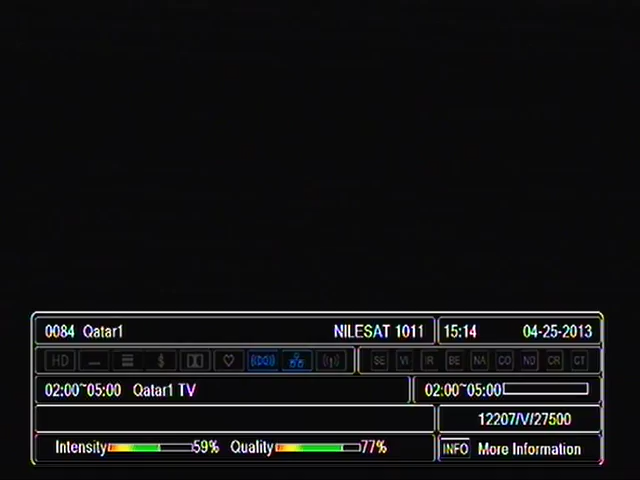 0084 Qatar1 NILESAT 1011 15:14 04-25-2013
HD $ SE VI IR BE NA CO ND CR CT
02:00~05:00 Qatar1 TV 02:00~05:00
12207/V/27500
Intensity 59% Quality 77% INFO More Information